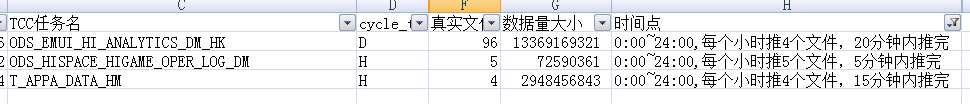 C D F G H
TCC任务名 cycle_t 真实文件 数据量大小 时间点
5 ODS_EMUI_HI_ANALYTICS_DM_HK D 96 13369169321 0:00~24:00,每个小时推4个文件，20分钟内推完
2 ODS_HISPACE_HIGAME_OPER_LOG_DM H 5 72590361 0:00~24:00,每个小时推5个文件，5分钟内推完
4 T_APPA_DATA_HM H 4 2948456843 0:00~24:00,每个小时推4个文件，15分钟内推完